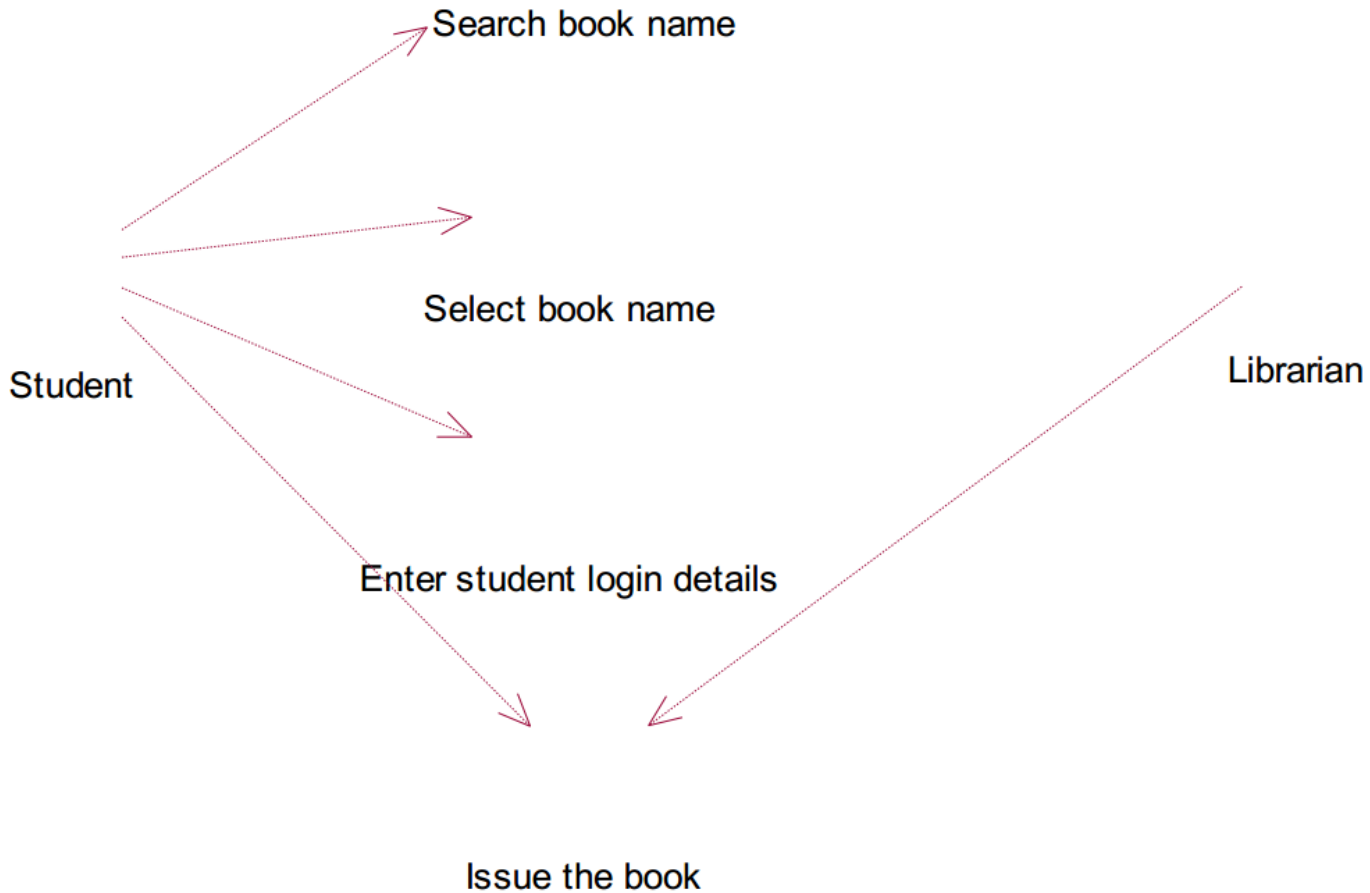 Search book name
Select book name
Student
Librarian
Enter student login details
Issue the book